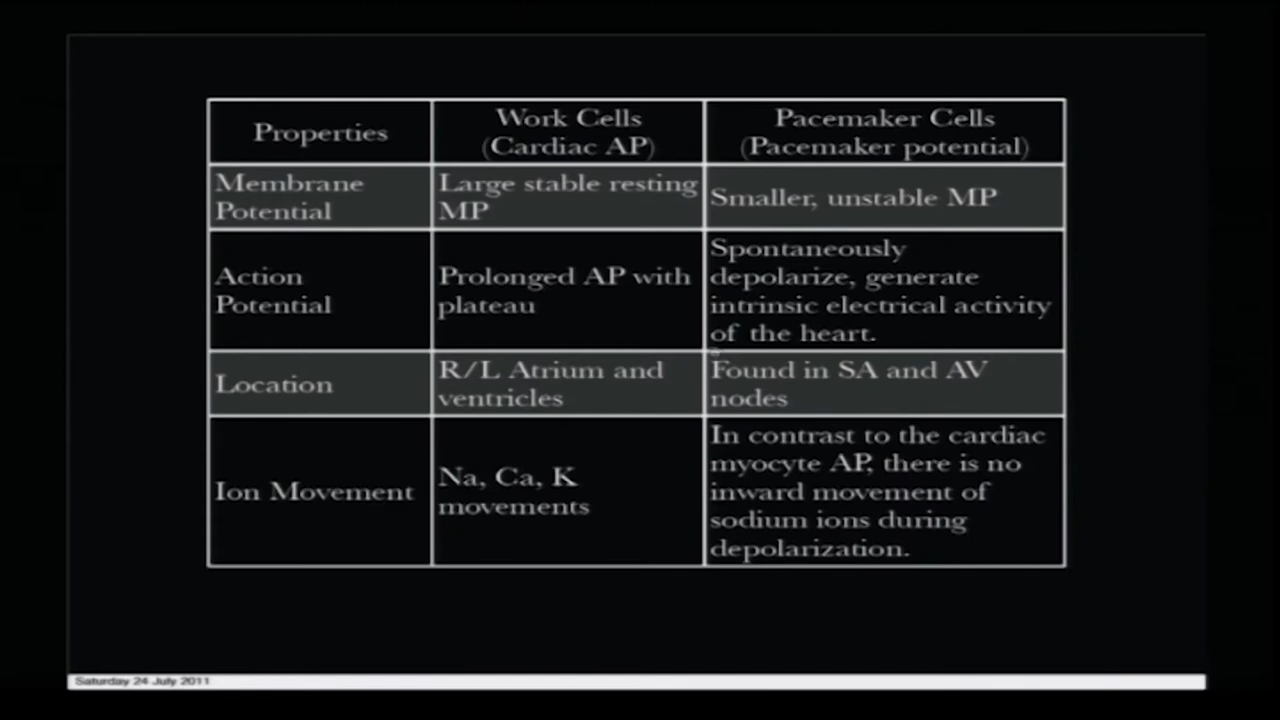 Properties
Work Cells
(Cardiac AP)
Pacemaker Cells
(Pacemaker potential)
Membrane
Potential
Large stable resting
MP
Smaller, unstable MP
Action
Potential
Prolonged AP with
plateau
Spontaneously
depolarize, generate
intrinsic electrical activity
of the heart.
Location
R/L Atrium and
ventricles
Found in SA and AV
nodes
Ion Movement
Na, Ca, K
movements
In contrast to the cardiac
myocyte AP, there is no
inward movement of
sodium ions during
depolarization.
Saturday 24 July 2011